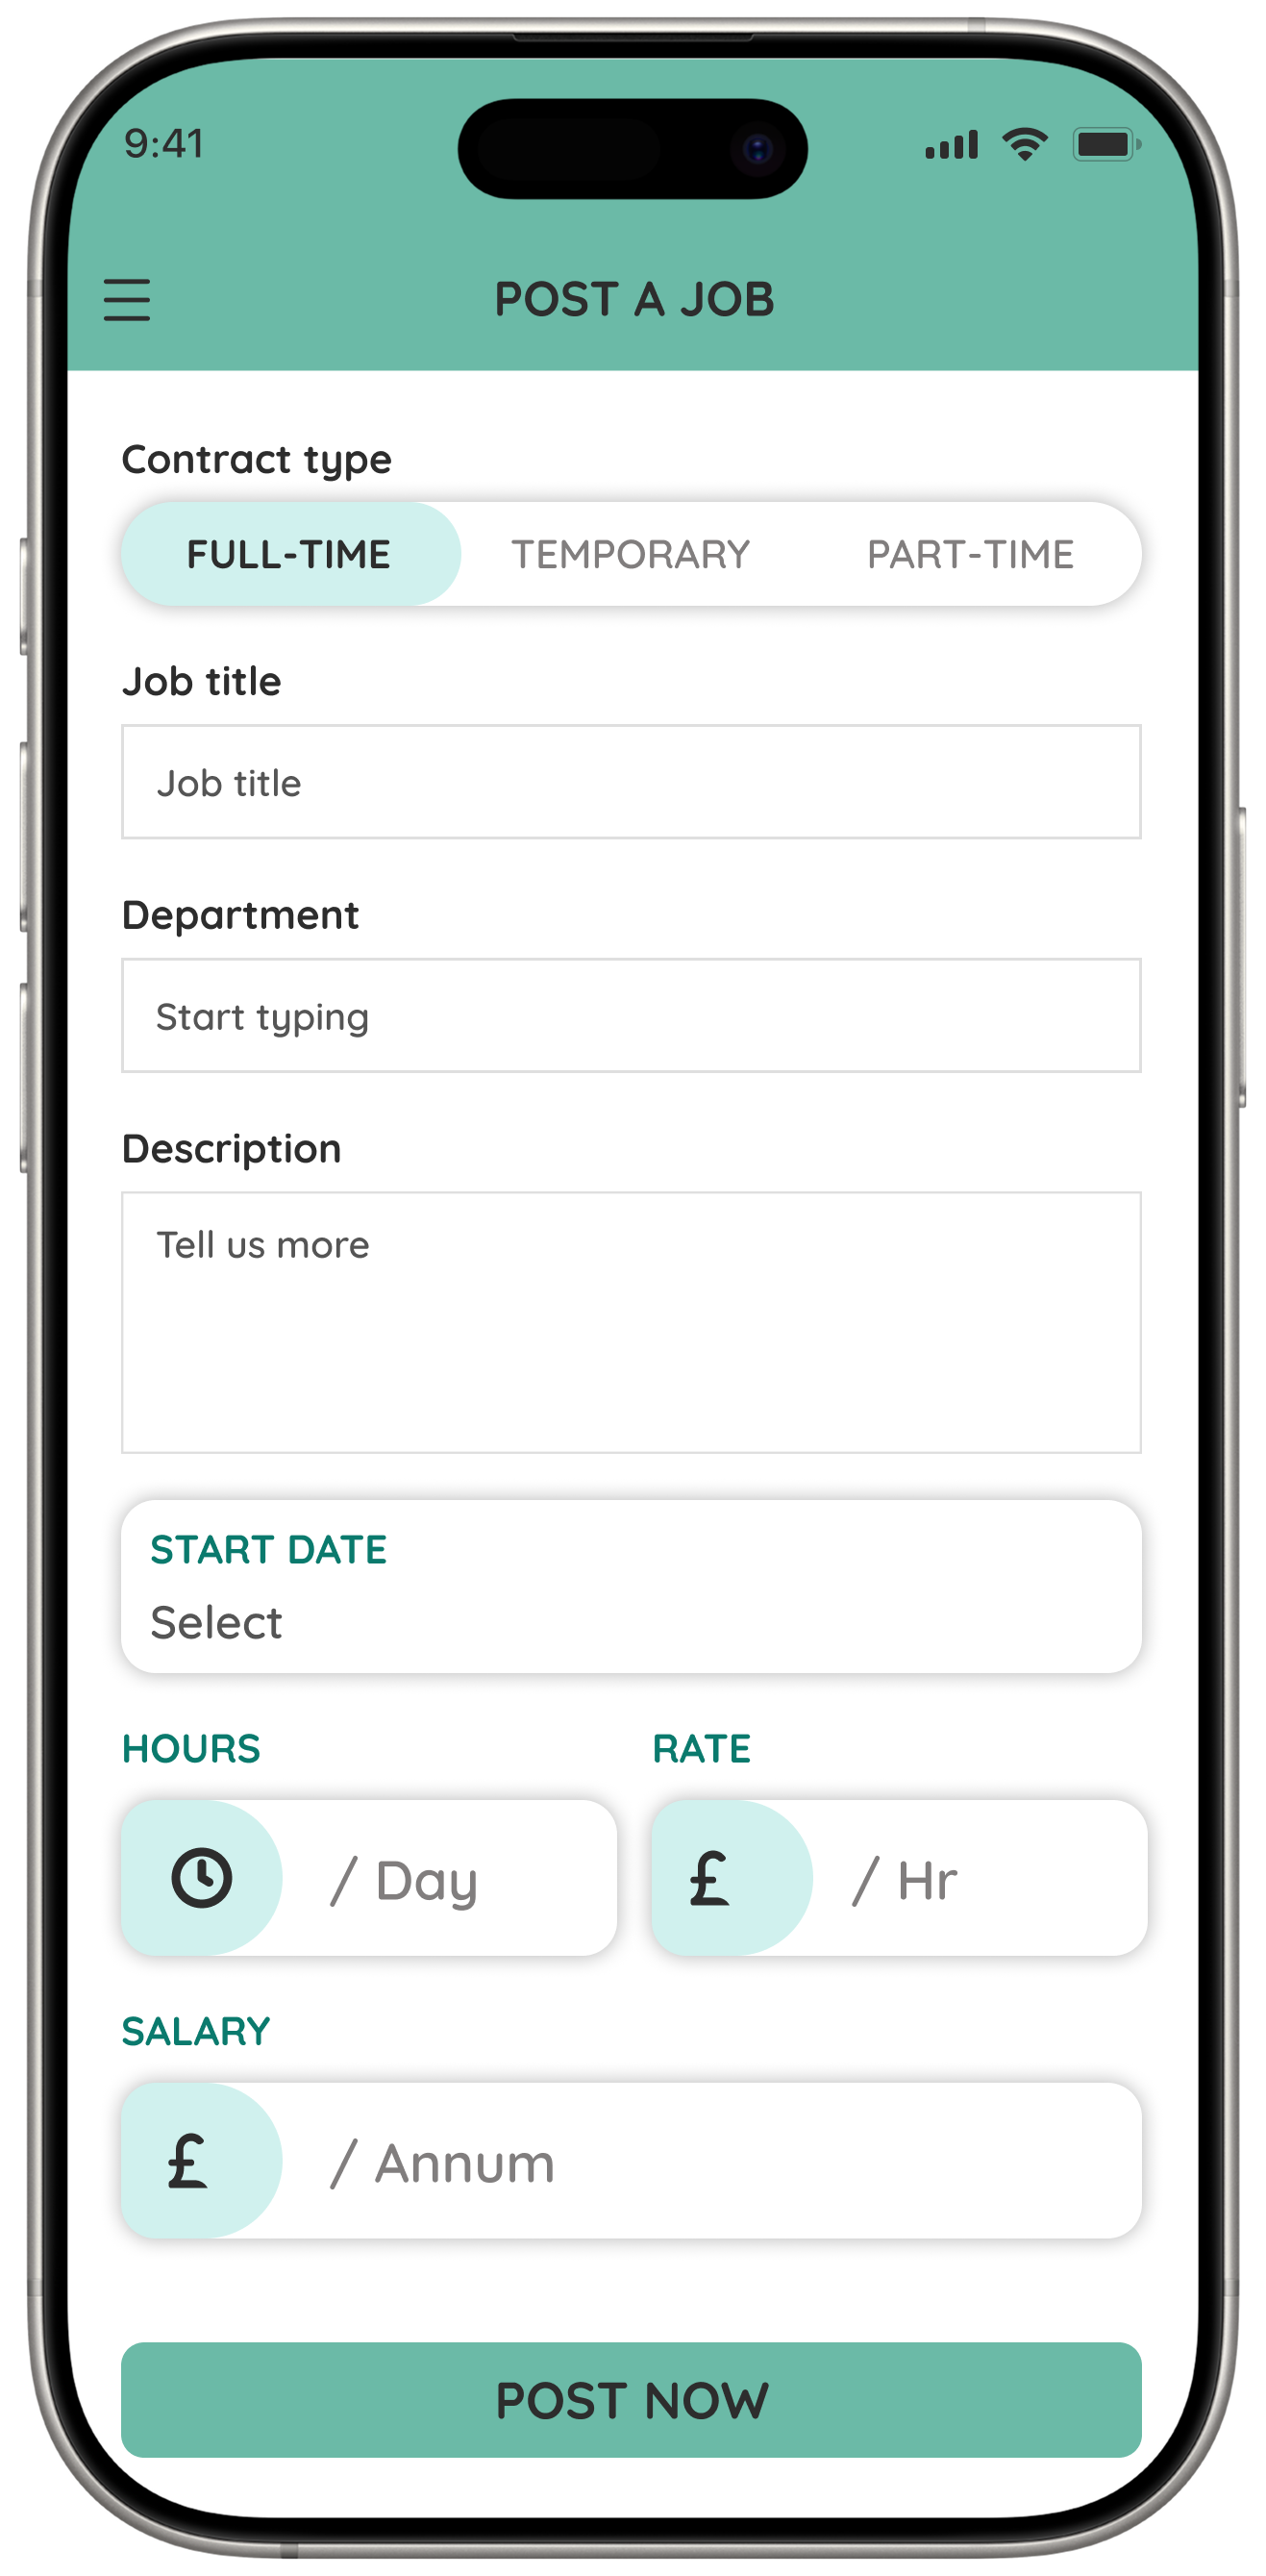 9:41
POST A JOB
Contract type
FULL-TIME TEMPORARY PART-TIME
Job title
Job title
Department
Start typing
Description
Tell us more
START DATE
Select
HOURS RATE
/ Day £ / Hr
SALARY
£ / Annum
POST NOW